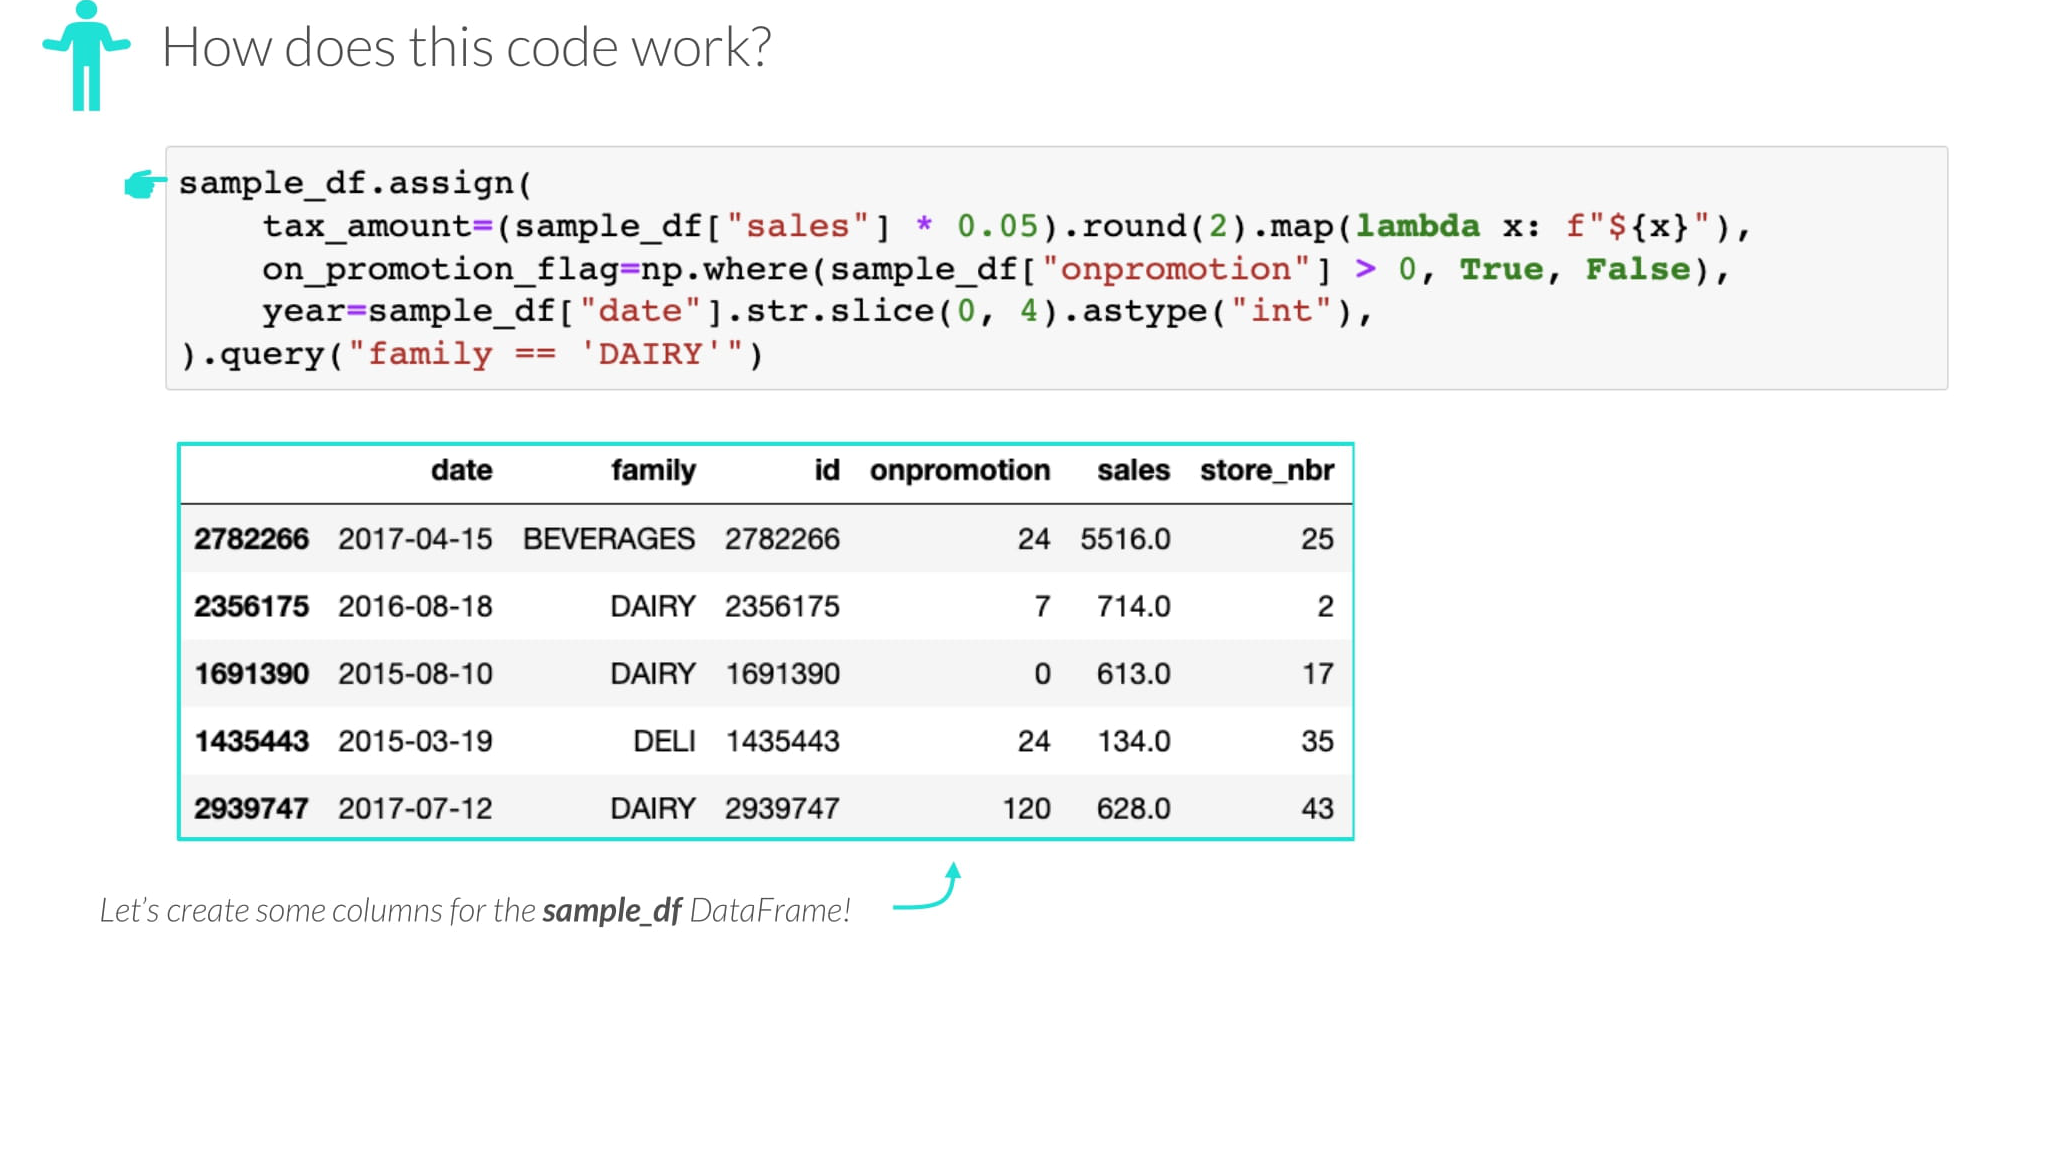 How does this code work?
sample_df.assign(
    tax_amount=(sample_df["sales"] * 0.05).round(2).map(lambda x: f"${x}"),
    on_promotion_flag=np.where(sample_df["onpromotion"] > 0, True, False),
    year=sample_df["date"].str.slice(0, 4).astype("int"),
).query("family == 'DAIRY'")
date family id onpromotion sales store_nbr
2782266 2017-04-15 BEVERAGES 2782266 24 5516.0 25
2356175 2016-08-18 DAIRY 2356175 7 714.0 2
1691390 2015-08-10 DAIRY 1691390 0 613.0 17
1435443 2015-03-19 DELI 1435443 24 134.0 35
2939747 2017-07-12 DAIRY 2939747 120 628.0 43
Let's create some columns for the sample_df DataFrame!